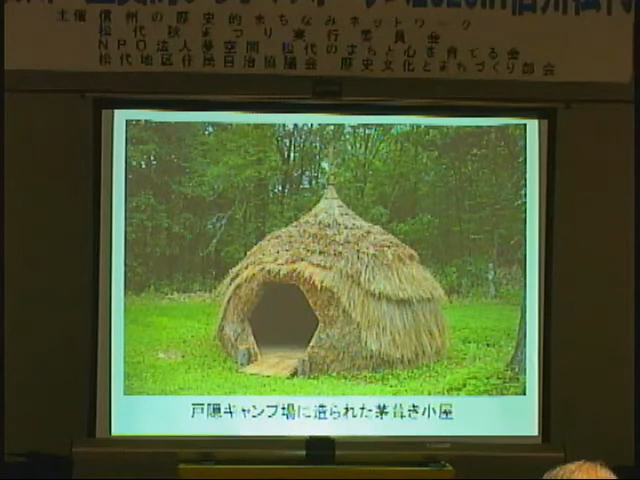 主催 信州の歴史的まちなみネットワーク
松代秋まつり実行委員会
NPO法人夢空間 松代のまちと心を育てる会
松代地区住民自治協議会 歴史文化とまちづくり部会
戸隠キャンプ場に造られた茅葺き小屋